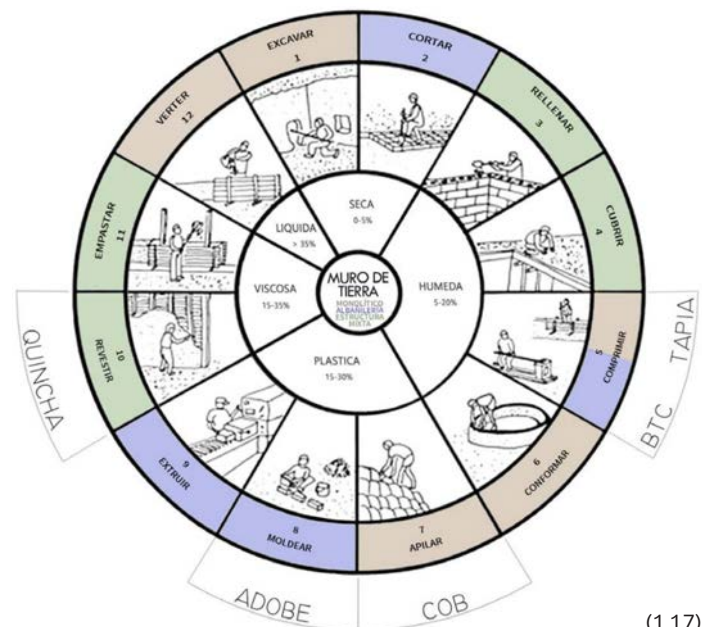 EXCAVAR
1
CORTAR
2
RELLENAR
3
CUBRIR
4
COMPRIMIR
5
CONFORMAR
6
APILAR
7
MOLDEAR
8
EXTRUIR
9
REVESTIR
10
EMPASTAR
11
VERTER
12
SECA
0-5%
HUMEDA
5-20%
PLASTICA
15-30%
VISCOSA
15-35%
LIQUIDA
> 35%
MURO DE
TIERRA
MONOLÍTICO
ALBANILERÍA
ESTRUCTURA
MIXTA
TAPIA
BTC
COB
ADOBE
QUINCHA
(1.17)